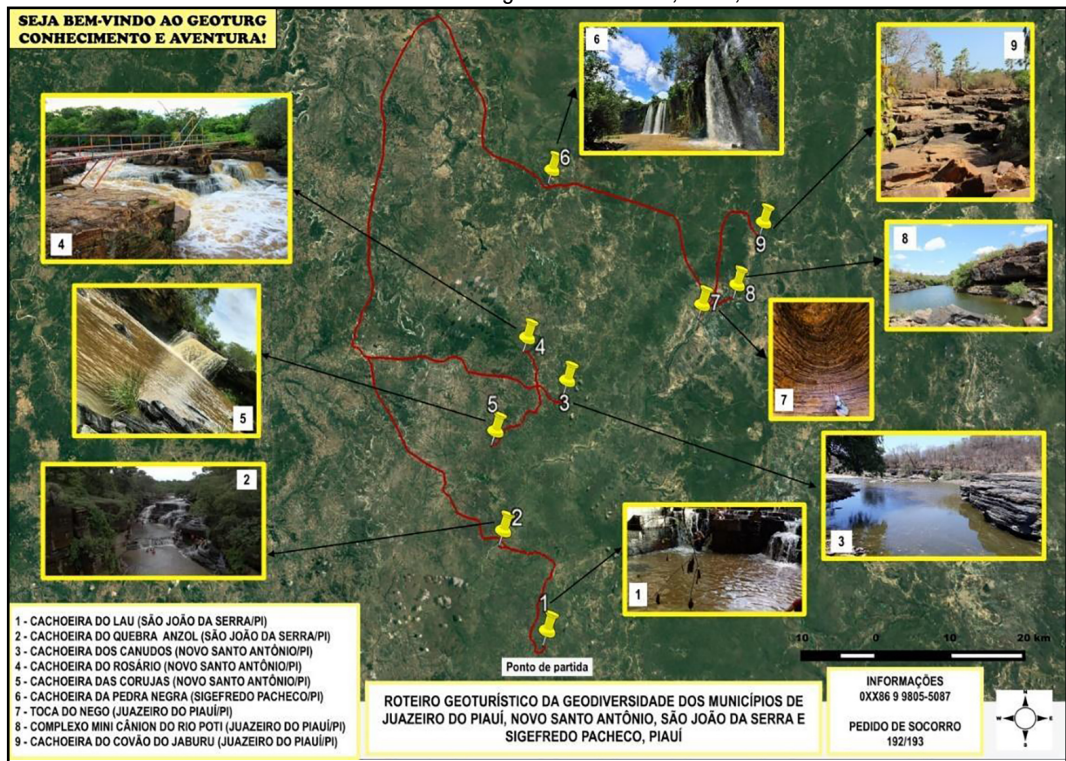 SEJA BEM-VINDO AO GEOTURG
CONHECIMENTO E AVENTURA!
6
9
4
6
9
8
8
7
4
5
3
5
7
2
2
3
1
1
Ponto de partida
10 0 10 20 km
1 - CACHOEIRA DO LAU (SÃO JOÃO DA SERRA/PI)
2 - CACHOEIRA DO QUEBRA ANZOL (SÃO JOÃO DA SERRA/PI)
3 - CACHOEIRA DOS CANUDOS (NOVO SANTO ANTÔNIO/PI)
4 - CACHOEIRA DO ROSÁRIO (NOVO SANTO ANTÔNIO/PI)
5 - CACHOEIRA DAS CORUJAS (NOVO SANTO ANTÔNIO/PI)
6 - CACHOEIRA DA PEDRA NEGRA (SIGEFREDO PACHECO/PI)
7 - TOCA DO NEGO (JUAZEIRO DO PIAUÍ/PI)
8 - COMPLEXO MINI CÂNION DO RIO POTI (JUAZEIRO DO PIAUÍ/PI)
9 - CACHOEIRA DO COVÃO DO JABURU (JUAZEIRO DO PIAUÍ/PI)
ROTEIRO GEOTURÍSTICO DA GEODIVERSIDADE DOS MUNICÍPIOS DE
JUAZEIRO DO PIAUÍ, NOVO SANTO ANTÔNIO, SÃO JOÃO DA SERRA E
SIGEFREDO PACHECO, PIAUÍ
INFORMAÇÕES
0XX86 9 9805-5087
PEDIDO DE SOCORRO
192/193
N
W
E
S